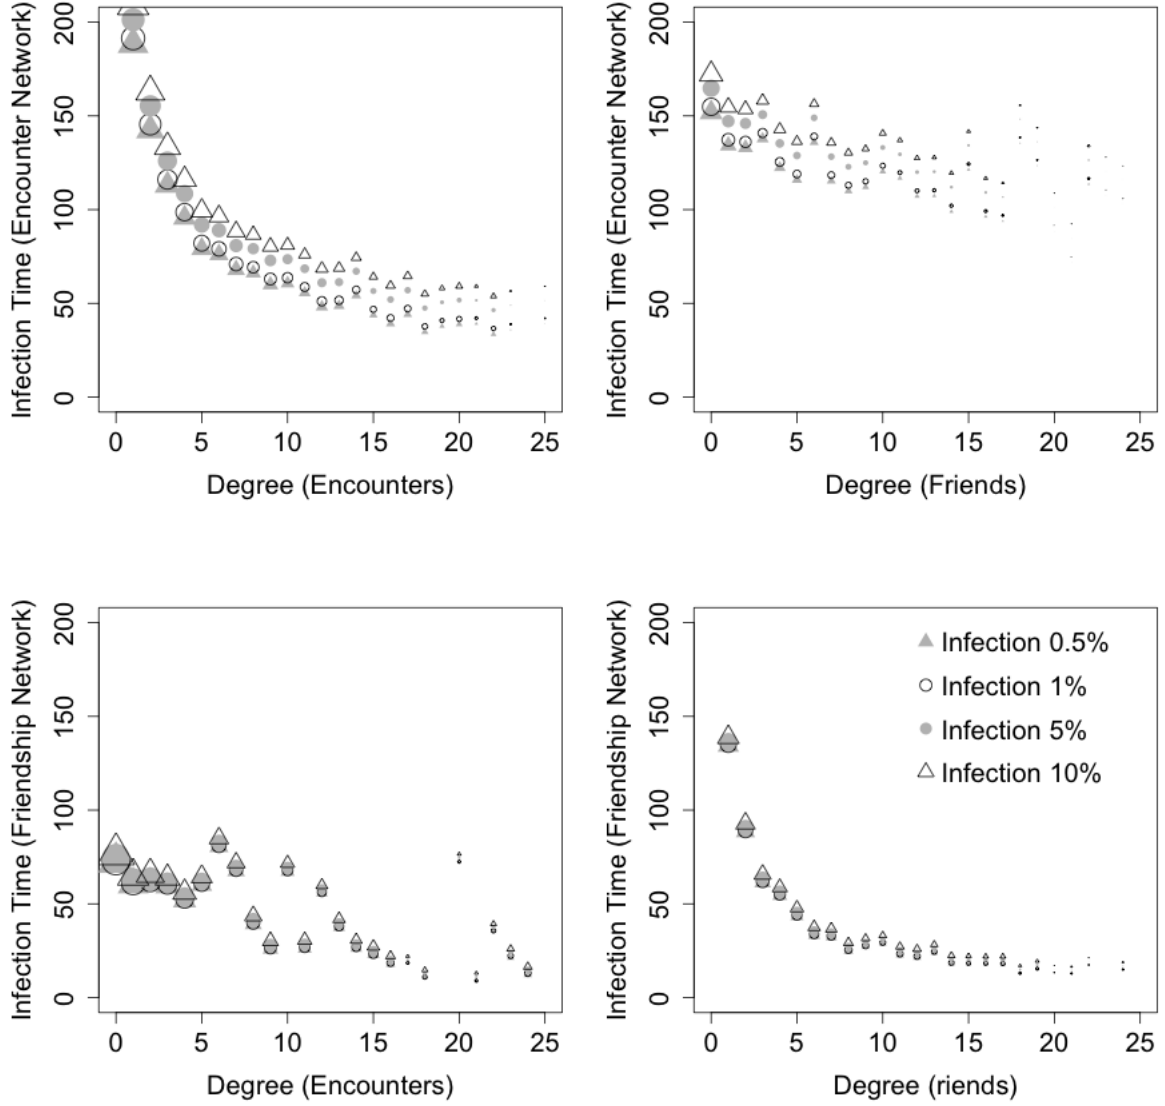 Infection Time (Encounter Network)
200
150
100
50
0
0 5 10 15 20 25
Degree (Encounters)
Infection Time (Encounter Network)
200
150
100
50
0
0 5 10 15 20 25
Degree (Friends)
Infection Time (Friendship Network)
200
150
100
50
0
0 5 10 15 20 25
Degree (Encounters)
Infection Time (Friendship Network)
200
150
100
50
0
Infection 0.5%
Infection 1%
Infection 5%
Infection 10%
0 5 10 15 20 25
Degree (riends)